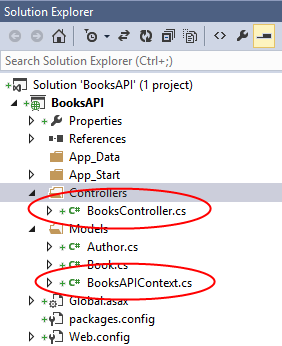 Solution Explorer
Search Solution Explorer (Ctrl+;)
Solution 'BooksAPI' (1 project)
BooksAPI
Properties
References
App_Data
App_Start
Controllers
C# BooksController.cs
Models
C# Author.cs
C# Book.cs
C# BooksAPIContext.cs
Global.asax
packages.config
Web.config